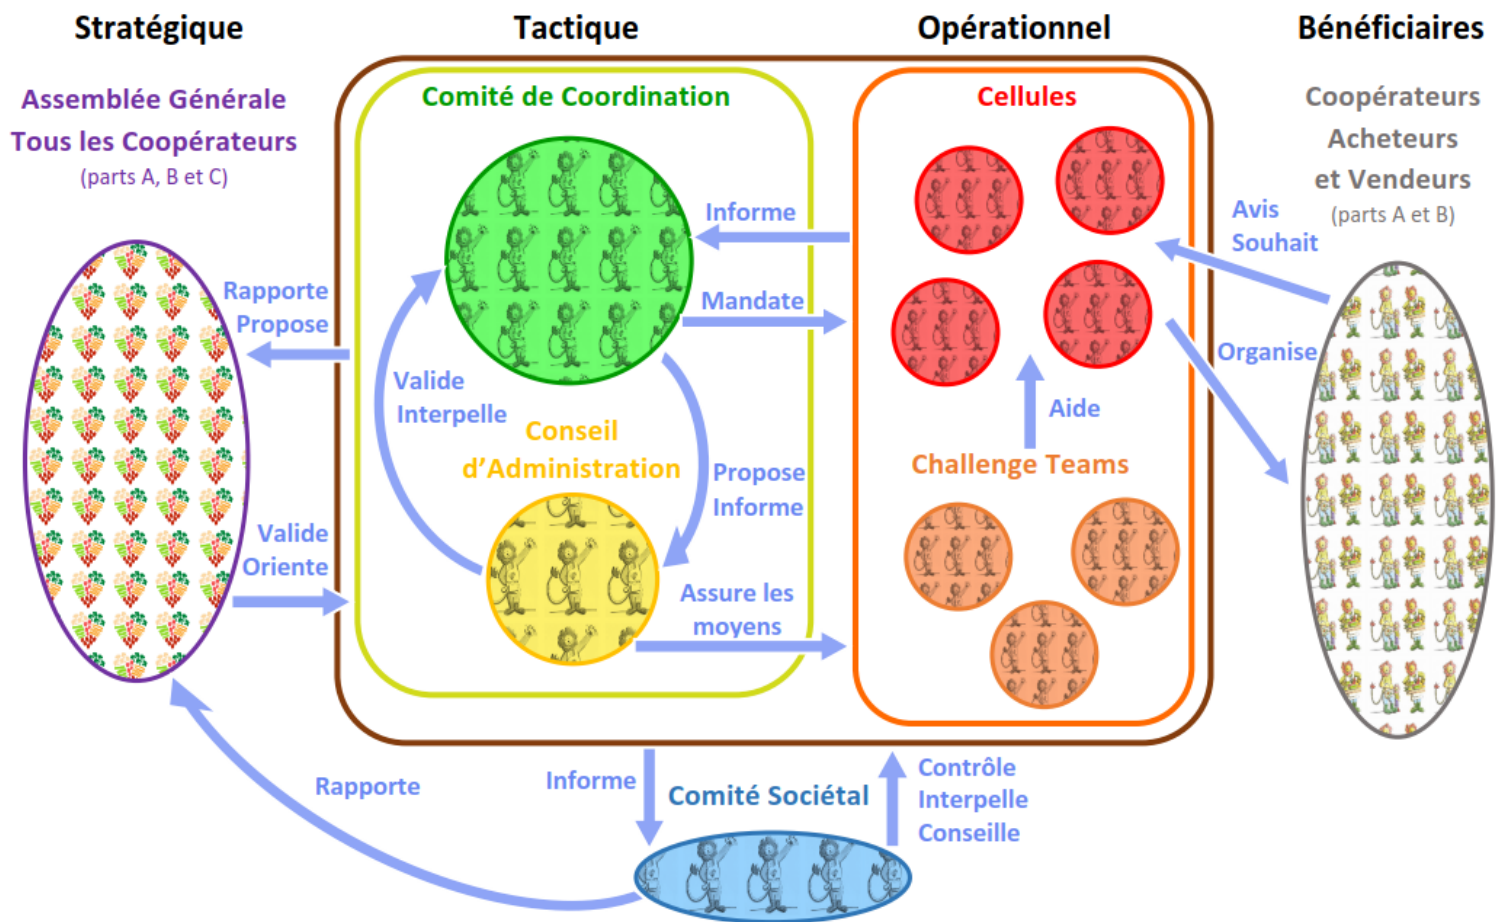 Stratégique
Tactique
Opérationnel
Bénéficiaires
Assemblée Générale
Tous les Coopérateurs
(parts A, B et C)
Comité de Coordination
Cellules
Coopérateurs
Acheteurs
et Vendeurs
(parts A et B)
Informe
Avis
Souhait
Rapporte
Propose
Mandate
Organise
Valide
Interpelle
Aide
Conseil
d'Administration
Challenge Teams
Propose
Informe
Valide
Oriente
Assure les
moyens
Rapporte
Informe
Comité Sociétal
Contrôle
Interpelle
Conseille